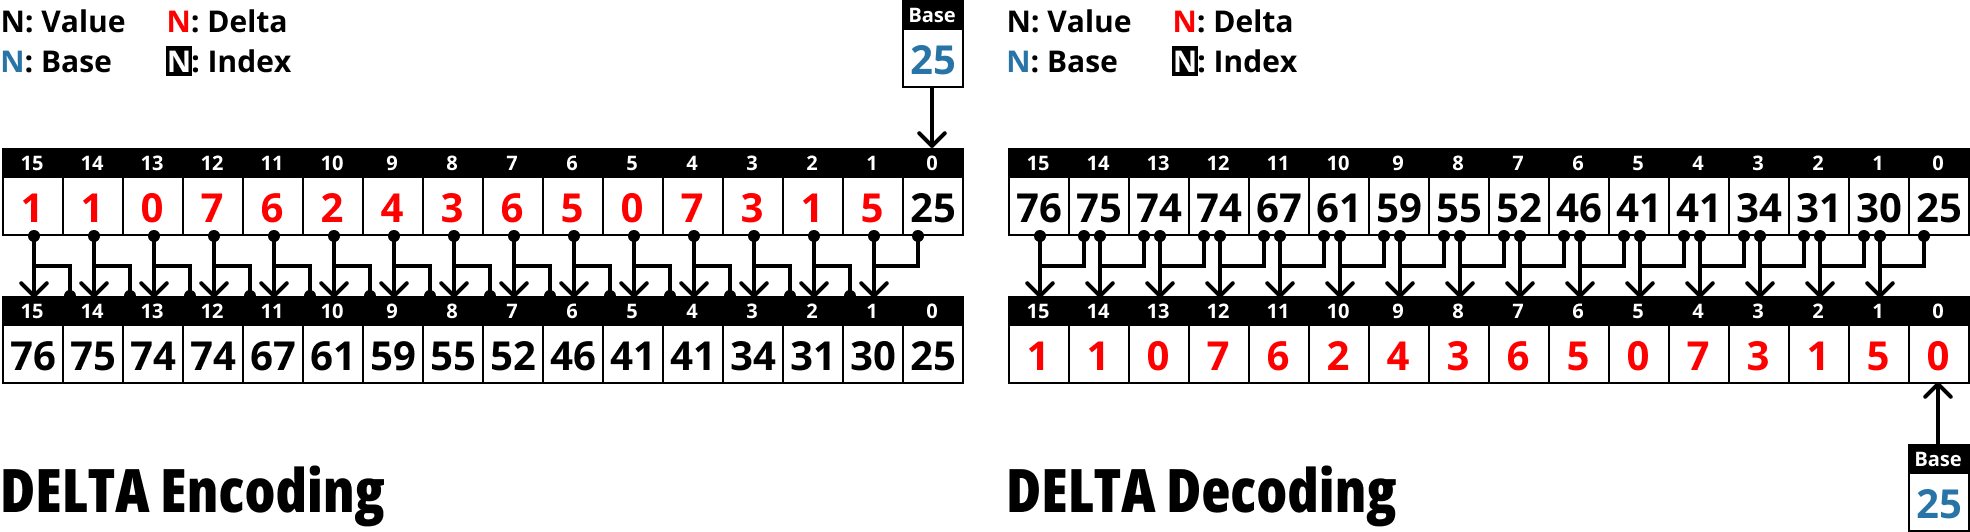 N: Value N: Delta
N: Base N: Index
Base
25
15 14 13 12 11 10 9 8 7 6 5 4 3 2 1 0
1 1 0 7 6 2 4 3 6 5 0 7 3 1 5 25
15 14 13 12 11 10 9 8 7 6 5 4 3 2 1 0
76 75 74 74 67 61 59 55 52 46 41 41 34 31 30 25
DELTA Encoding
N: Value N: Delta
N: Base N: Index
15 14 13 12 11 10 9 8 7 6 5 4 3 2 1 0
76 75 74 74 67 61 59 55 52 46 41 41 34 31 30 25
15 14 13 12 11 10 9 8 7 6 5 4 3 2 1 0
1 1 0 7 6 2 4 3 6 5 0 7 3 1 5 0
Base
25
DELTA Decoding